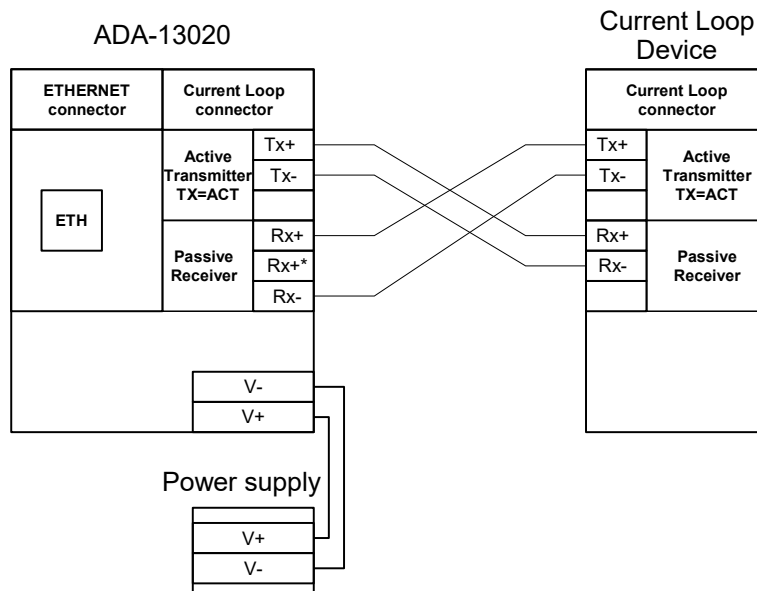 ADA-13020
Current Loop
Device
ETHERNET
connector
Current Loop
connector
ETH
Active
Transmitter
TX=ACT
Tx+
Tx-
Passive
Receiver
Rx+
Rx+*
Rx-
V-
V+
Current Loop
connector
Tx+
Tx-
Active
Transmitter
TX=ACT
Rx+
Rx-
Passive
Receiver
Power supply
V+
V-